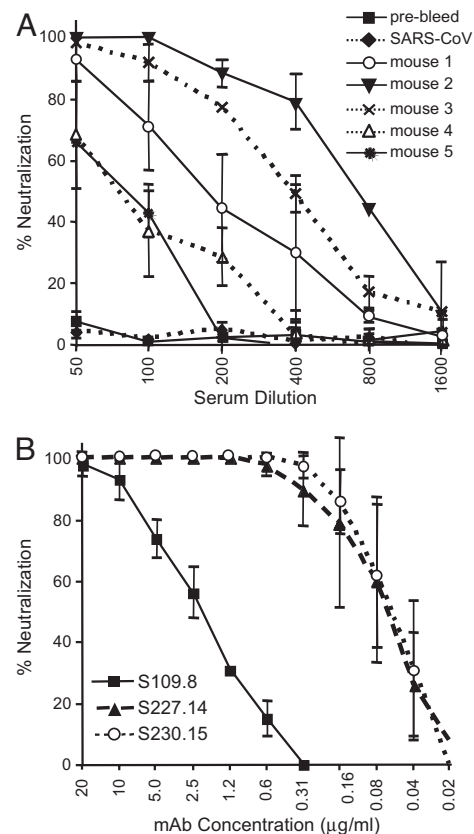 A
pre-bleed
SARS-CoV
mouse 1
mouse 2
mouse 3
mouse 4
mouse 5
% Neutralization
100
80
60
40
20
0
50
100
200
400
800
1600
Serum Dilution
B
% Neutralization
100
80
60
40
20
0
S109.8
S227.14
S230.15
20
10
5.0
2.5
1.2
0.6
0.31
0.16
0.08
0.04
0.02
mAb Concentration (μg/ml)